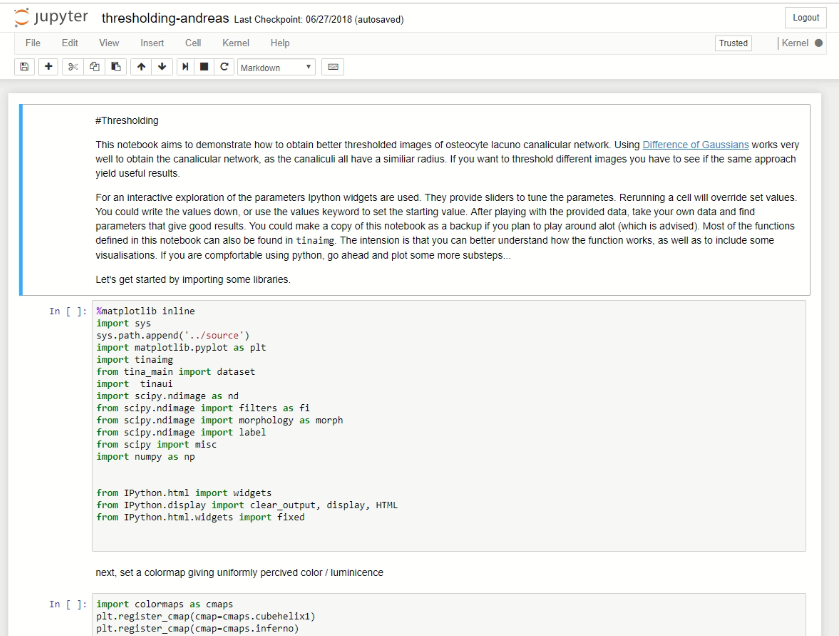 jupyter thresholding-andreas Last Checkpoint: 06/27/2018 (autosaved) Logout
File Edit View Insert Cell Kernel Help Trusted Kernel
Markdown
#Thresholding
This notebook aims to demonstrate how to obtain better thresholded images of osteocyte lacuno canalicular network. Using Difference of Gaussians works very
well to obtain the canalicular network, as the canaliculi all have a similiar radius. If you want to threshold different images you have to see if the same approach
yield useful results.
For an interactive exploration of the parameters Ipython widgets are used. They provide sliders to tune the parametes. Rerunning a cell will override set values.
You could write the values down, or use the values keyword to set the starting value. After playing with the provided data, take your own data and find
parameters that give good results. You could make a copy of this notebook as a backup if you plan to play around alot (which is advised). Most of the functions
defined in this notebook can also be found in tinaimg. The intension is that you can better understand how the function works, as well as to include some
visualisations. If you are compfortable using python, go ahead and plot some more substeps...
Let's get started by importing some libraries.
In [ ]: %matplotlib inline
import sys
sys.path.append('../source')
import matplotlib.pyplot as plt
import tinaimg
from tina_main import dataset
import tinaui
import scipy.ndimage as nd
from scipy.ndimage import filters as fi
from scipy.ndimage import morphology as morph
from scipy.ndimage import label
from scipy import misc
import numpy as np
from IPython.html import widgets
from IPython.display import clear_output, display, HTML
from IPython.html.widgets import fixed
next, set a colormap giving uniformly percived color / luminicence
In [ ]: import colormaps as cmaps
plt.register_cmap(cmap=cmaps.cubehelix1)
plt.register_cmap(cmap=cmaps.inferno)